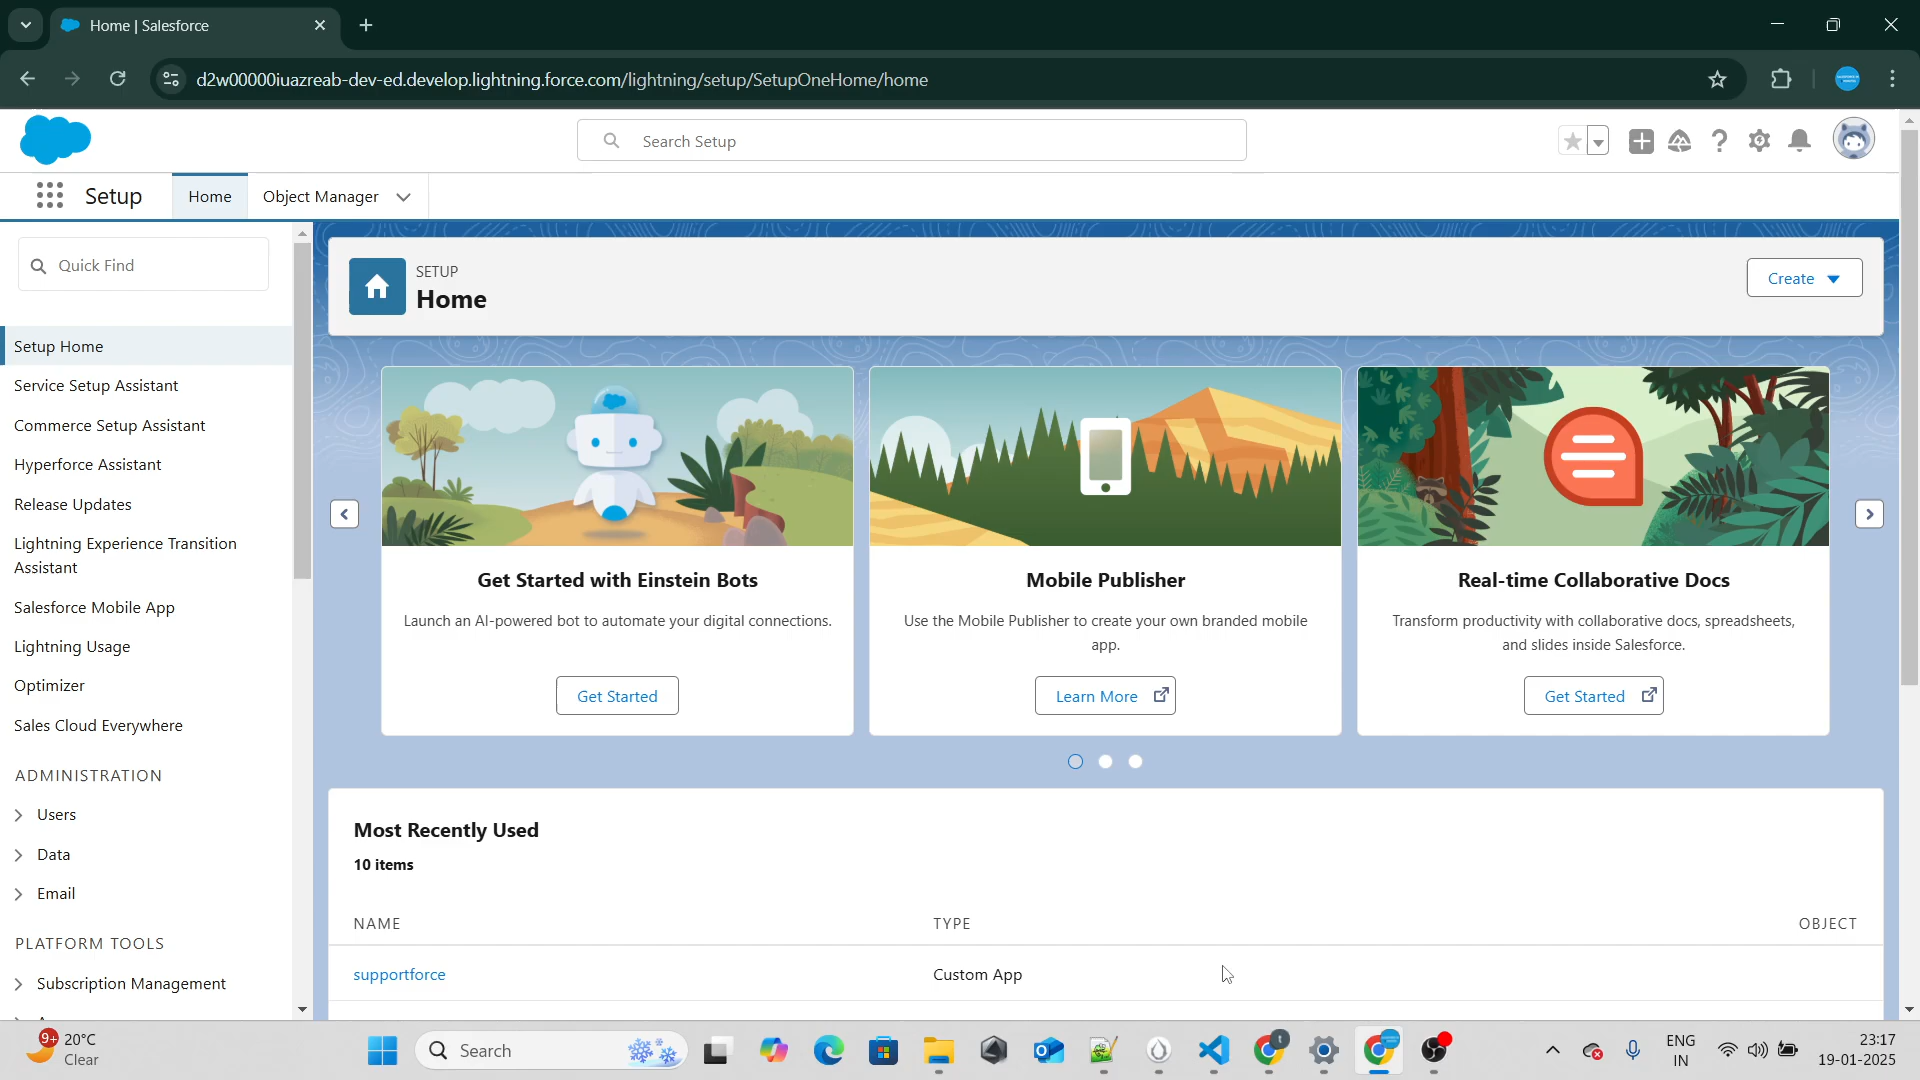 Home | Salesforce
d2w00000iuazreab-dev-ed.develop.lightning.force.com/lightning/setup/SetupOneHome/home
Search Setup
Setup
Home
Object Manager
Quick Find
Setup Home
Service Setup Assistant
Commerce Setup Assistant
Hyperforce Assistant
Release Updates
Lightning Experience Transition
Assistant
Salesforce Mobile App
Lightning Usage
Optimizer
Sales Cloud Everywhere
ADMINISTRATION
Users
Data
Email
PLATFORM TOOLS
Subscription Management
SETUP
Home
Create
Get Started with Einstein Bots
Launch an AI-powered bot to automate your digital connections.
Get Started
Mobile Publisher
Use the Mobile Publisher to create your own branded mobile
app.
Learn More
Real-time Collaborative Docs
Transform productivity with collaborative docs, spreadsheets,
and slides inside Salesforce.
Get Started
Most Recently Used
10 items
NAME TYPE OBJECT
supportforce Custom App
9+
20°C
Clear
Search
t
ENG
IN
23:17
19-01-2025